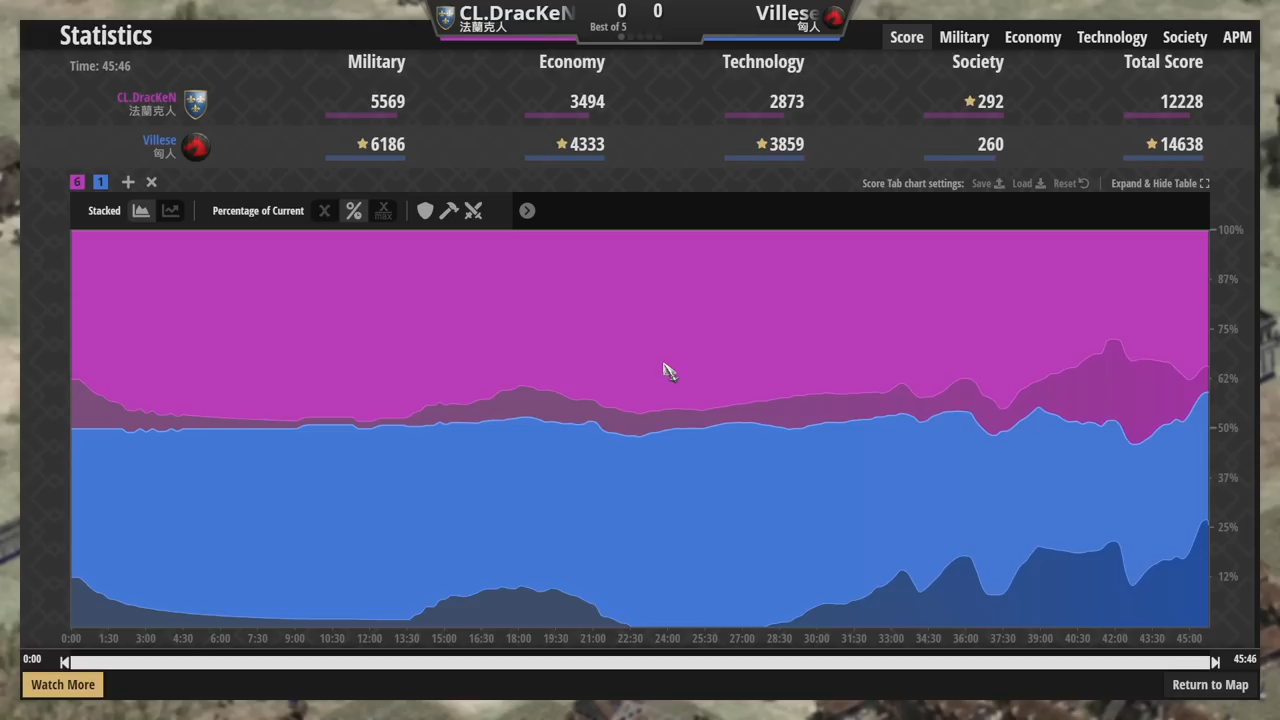 CL.DracKeN 0 0 Villese
法蘭克人 Best of 5 匈人
Statistics
Score Military Economy Technology Society APM
Time: 45:46
Military Economy Technology Society Total Score
CL.DracKeN 5569 3494 2873 292 12228
法蘭克人
Villese 6186 4333 3859 260 14638
匈人
6 1
Score Tab chart settings: Save Load Reset Expand & Hide Table
Stacked Percentage of Current X % X max
100%
87%
75%
62%
50%
37%
25%
12%
0:00 1:30 3:00 4:30 6:00 7:30 9:00 10:30 12:00 13:30 15:00 16:30 18:00 19:30 21:00 22:30 24:00 25:30 27:00 28:30 30:00 31:30 33:00 34:30 36:00 37:30 39:00 40:30 42:00 43:30 45:00
0:00 45:46
Watch More Return to Map